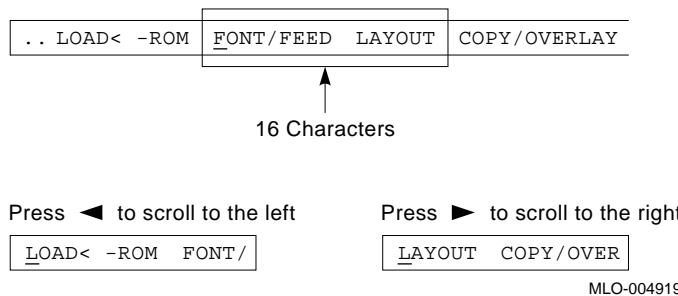 .. LOAD< -ROM FONT/FEED LAYOUT COPY/OVERLAY
16 Characters
Press ◄ to scroll to the left
Press ► to scroll to the right
LOAD< -ROM FONT/
LAYOUT COPY/OVER
MLO-004919